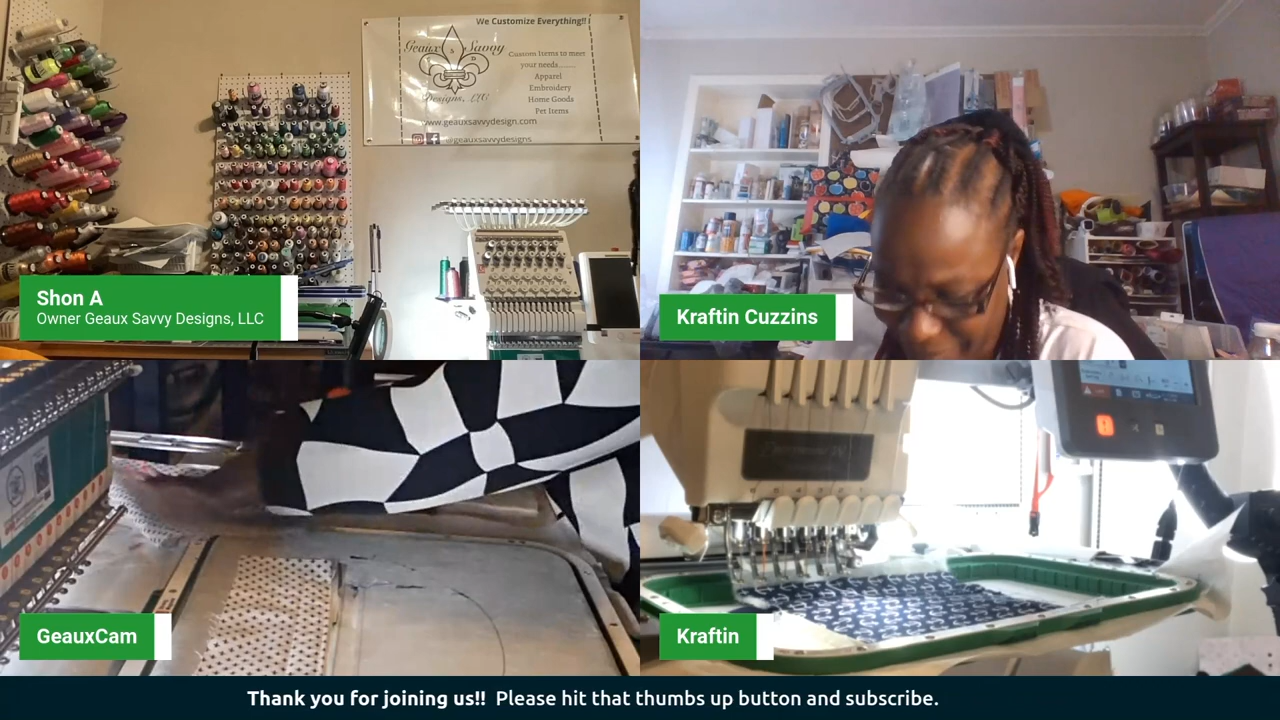 We Customize Everything!!
Geaux Savvy
S
Designs, LLC
Custom Items to meet
your needs..........
Apparel
Embroidery
Home Goods
Pet Items
www.geauxsavvydesign.com
@geauxsavvydesigns
Shon A
Owner Geaux Savvy Designs, LLC
Kraftin Cuzzins
GeauxCam
Kraftin
Thank you for joining us!! Please hit that thumbs up button and subscribe.